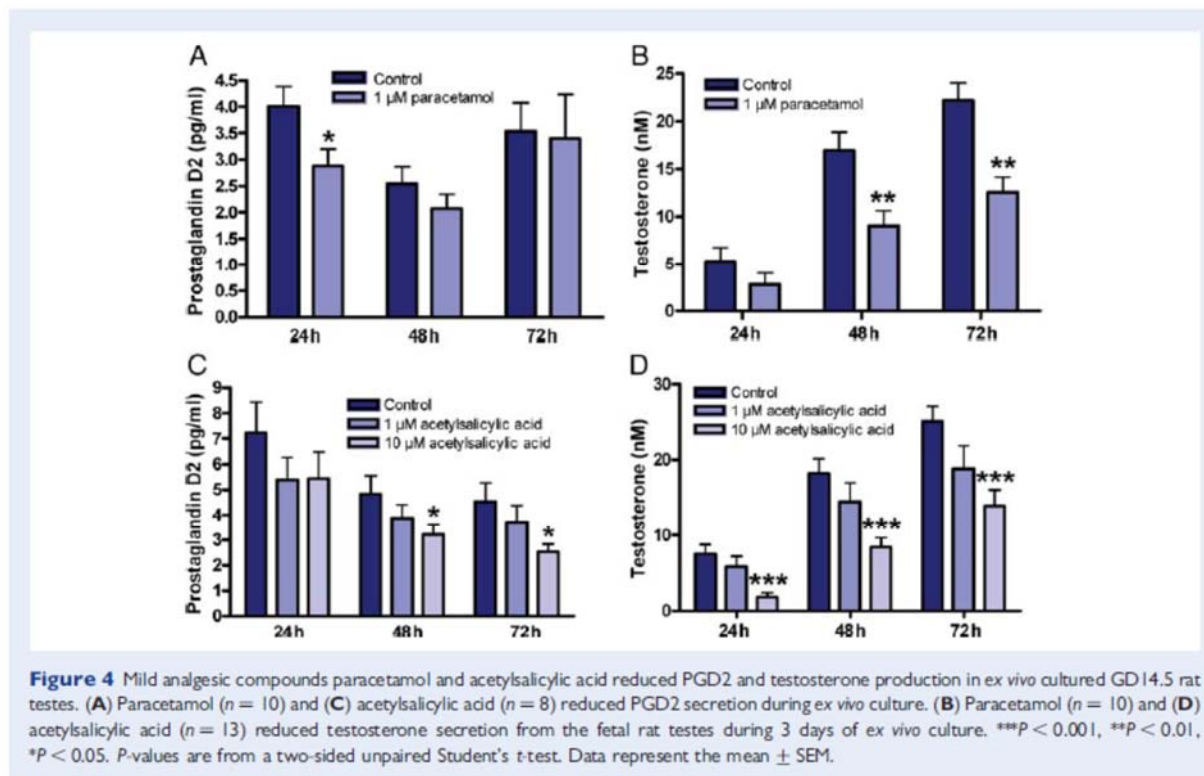 A
Prostaglandin D2 (pg/ml)
4.5
4.0
3.5
3.0
2.5
2.0
1.5
1.0
0.5
0.0
Control
1 µM paracetamol
*
24h 48h 72h
B
Testosterone (nM)
25
20
15
10
5
0
Control
1 µM paracetamol
**
**
24h 48h 72h
C
Prostaglandin D2 (pg/ml)
9
8
7
6
5
4
3
2
1
0
Control
1 µM acetylsalicylic acid
10 µM acetylsalicylic acid
*
*
24h 48h 72h
D
Testosterone (nM)
30
20
10
0
Control
1 µM acetylsalicylic acid
10 µM acetylsalicylic acid
***
***
***
24h 48h 72h
Figure 4 Mild analgesic compounds paracetamol and acetylsalicylic acid reduced PGD2 and testosterone production in ex vivo cultured GD14.5 rat
testes. (A) Paracetamol (n = 10) and (C) acetylsalicylic acid (n = 8) reduced PGD2 secretion during ex vivo culture. (B) Paracetamol (n = 10) and (D)
acetylsalicylic acid (n = 13) reduced testosterone secretion from the fetal rat testes during 3 days of ex vivo culture. ***P < 0.001, **P < 0.01,
*P < 0.05. P-values are from a two-sided unpaired Student's t-test. Data represent the mean ± SEM.